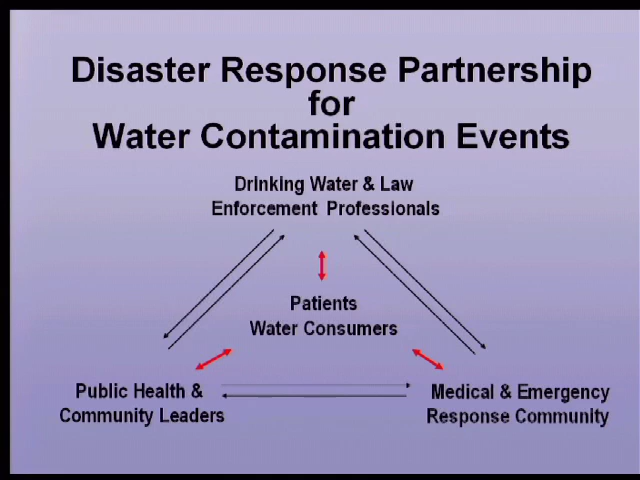 Disaster Response Partnership
for
Water Contamination Events
Drinking Water & Law
Enforcement Professionals
Patients
Water Consumers
Public Health &
Community Leaders
Medical & Emergency
Response Community